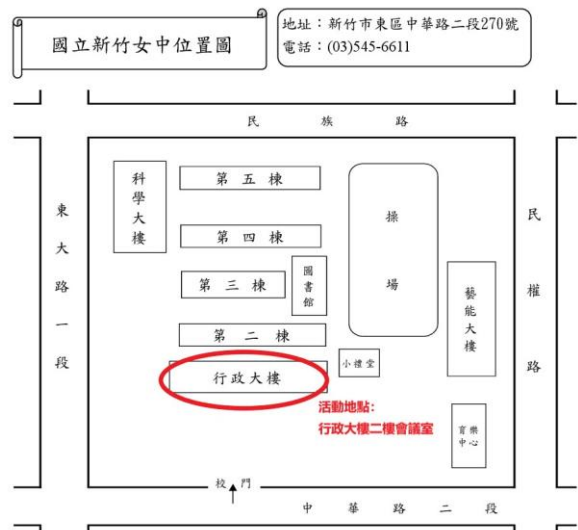 國立新竹女中位置圖
地址：新竹市東區中華路二段270號
電話：(03)545-6611
民族路
東大路一段
科學大樓
第五棟
第四棟
第三棟
圖書館
第二棟
行政大樓
操場
小禮堂
藝能大樓
民權路
活動地點：
行政大樓二樓會議室
育樂
中心
校門
中華路二段